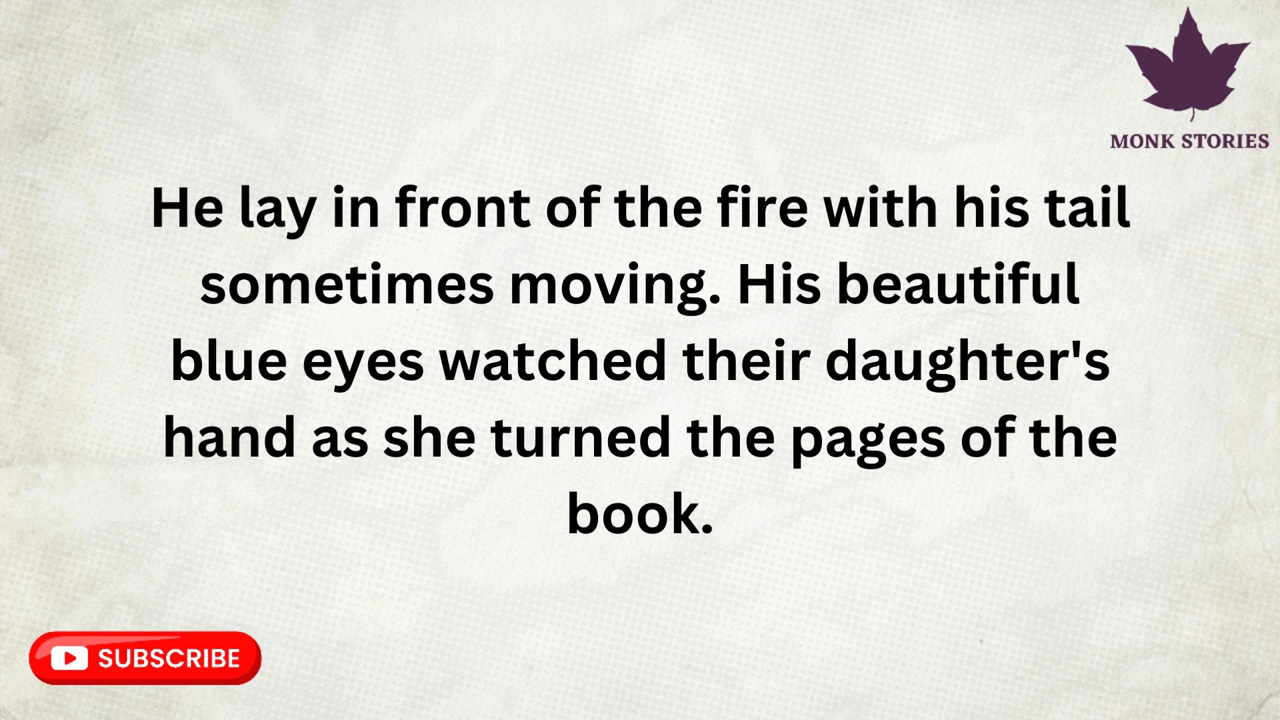 MONK STORIES
He lay in front of the fire with his tail
sometimes moving. His beautiful
blue eyes watched their daughter's
hand as she turned the pages of the
book.
SUBSCRIBE